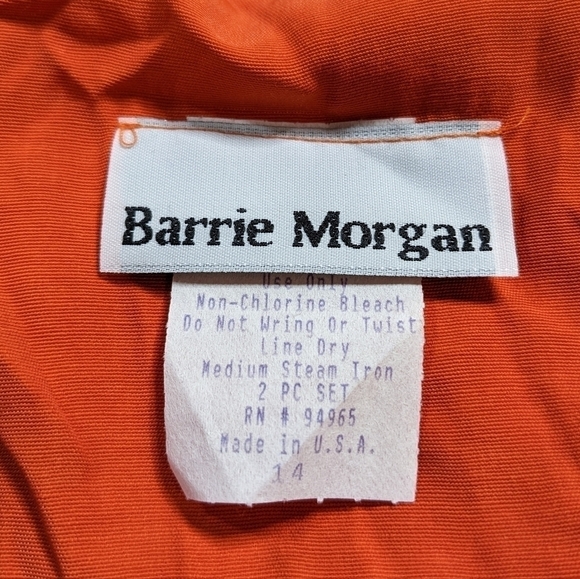 Barrie Morgan
Use Only
Non-Chlorine Bleach
Do Not Wring Or Twist
Line Dry
Medium Steam Iron
2 PC SET
RN # 94965
Made in U.S.A.
14